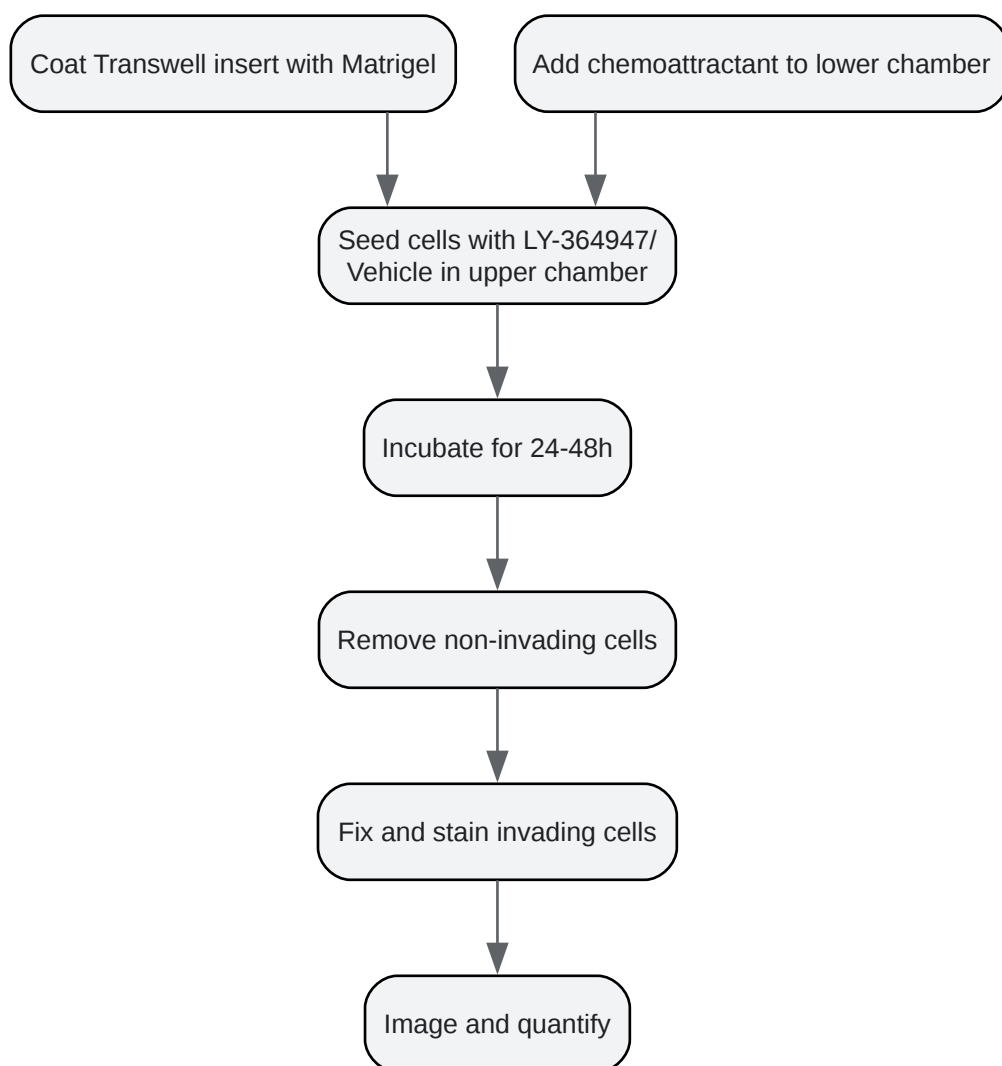 Coat Transwell insert with Matrigel
Add chemoattractant to lower chamber
Seed cells with LY-364947/
Vehicle in upper chamber
Incubate for 24-48h
Remove non-invading cells
Fix and stain invading cells
Image and quantify